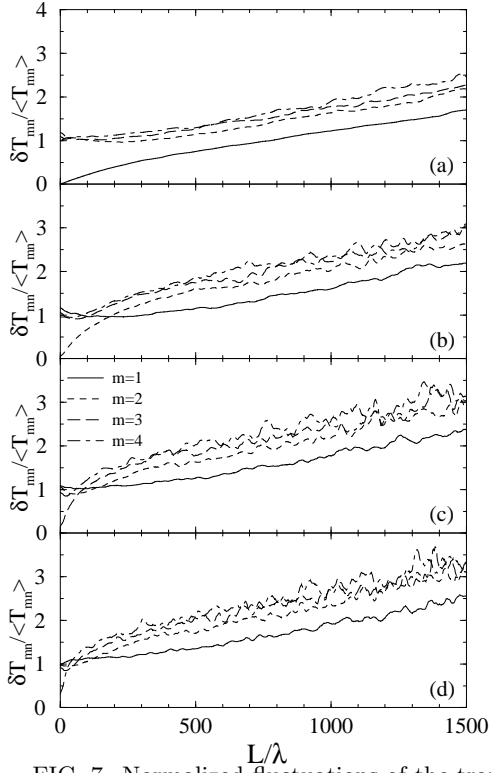 4
3
2
1
0
δT_mn/<T_mn>
(a)
3
2
1
0
δT_mn/<T_mn>
(b)
m=1
m=2
m=3
m=4
3
2
1
0
δT_mn/<T_mn>
(c)
3
2
1
0
δT_mn/<T_mn>
(d)
0 500 1000 1500
L/λ
FIG. 7. Normalized fluctuations of the tran